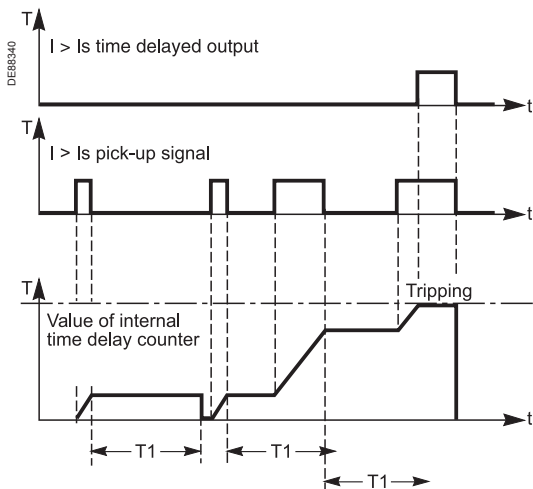 DE88340
T
I > Is time delayed output
t
T
I > Is pick-up signal
t
T
Tripping
Value of internal
time delay counter
t
T1
T1
T1